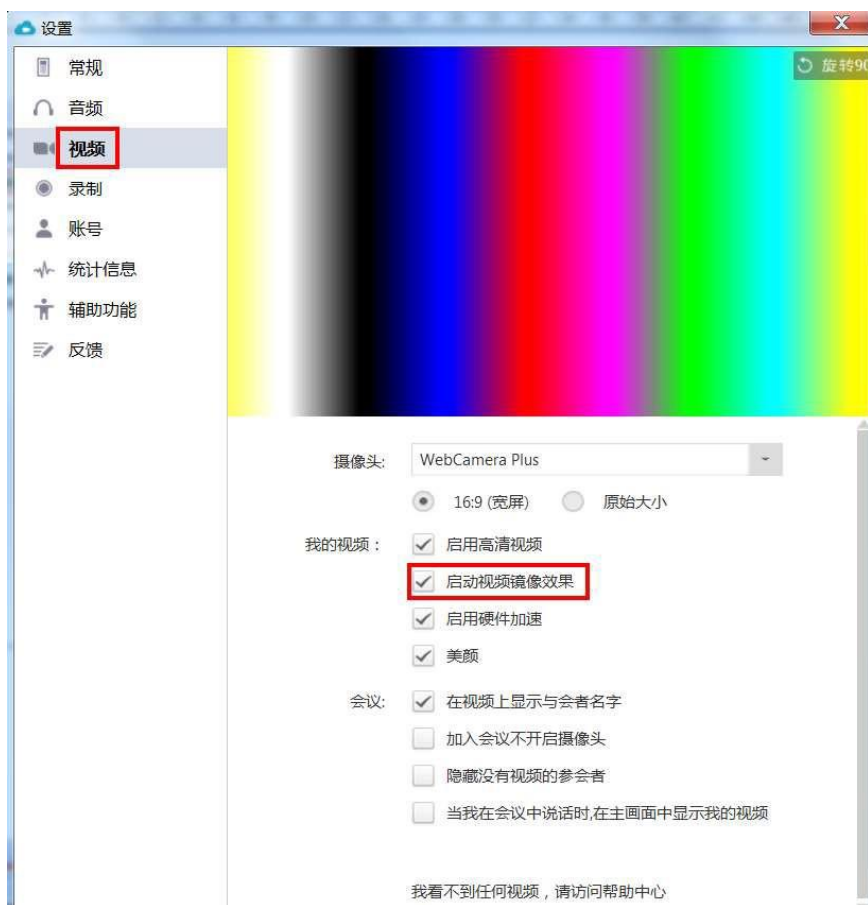 设置
常规
音频
视频
录制
账号
统计信息
辅助功能
反馈
旋转90
摄像头: WebCamera Plus
16:9 (宽屏) 原始大小
我的视频： 启用高清视频
启动视频镜像效果
启用硬件加速
美颜
会议: 在视频上显示与会者名字
加入会议不开启摄像头
隐藏没有视频的参会者
当我在会议中说话时,在主画面中显示我的视频
我看不到任何视频，请访问帮助中心